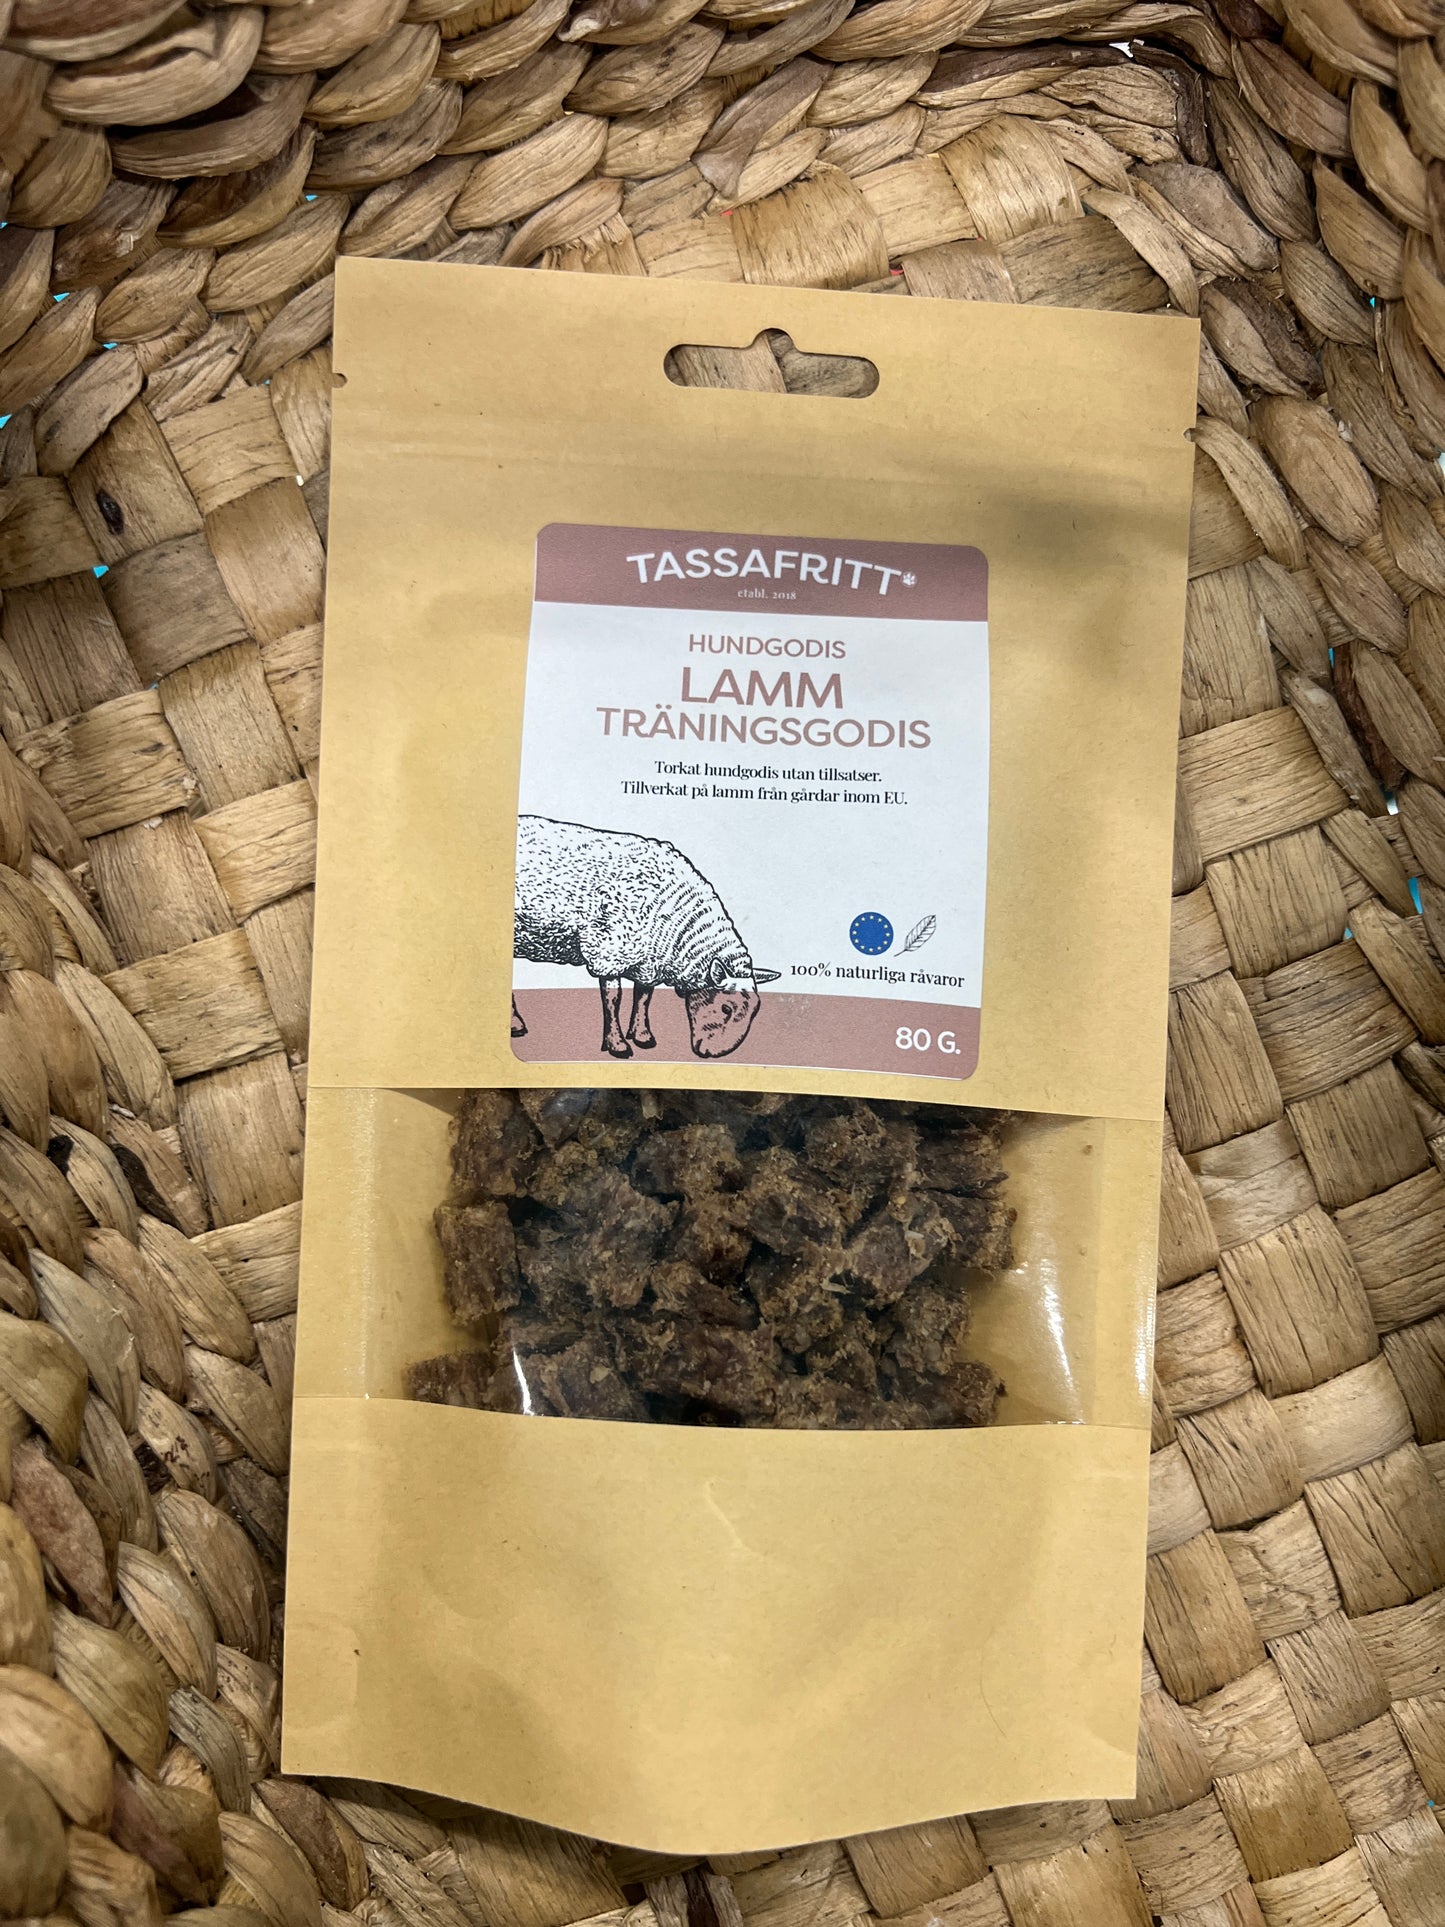 TASSAFRITT
etabl. 2018
HUNDGODIS
LAMM
TRÄNINGSGODIS
Torkat hundgodis utan tillsatser.
Tillverkat på lamm från gårdar inom EU.
100% naturliga råvaror
80 G.